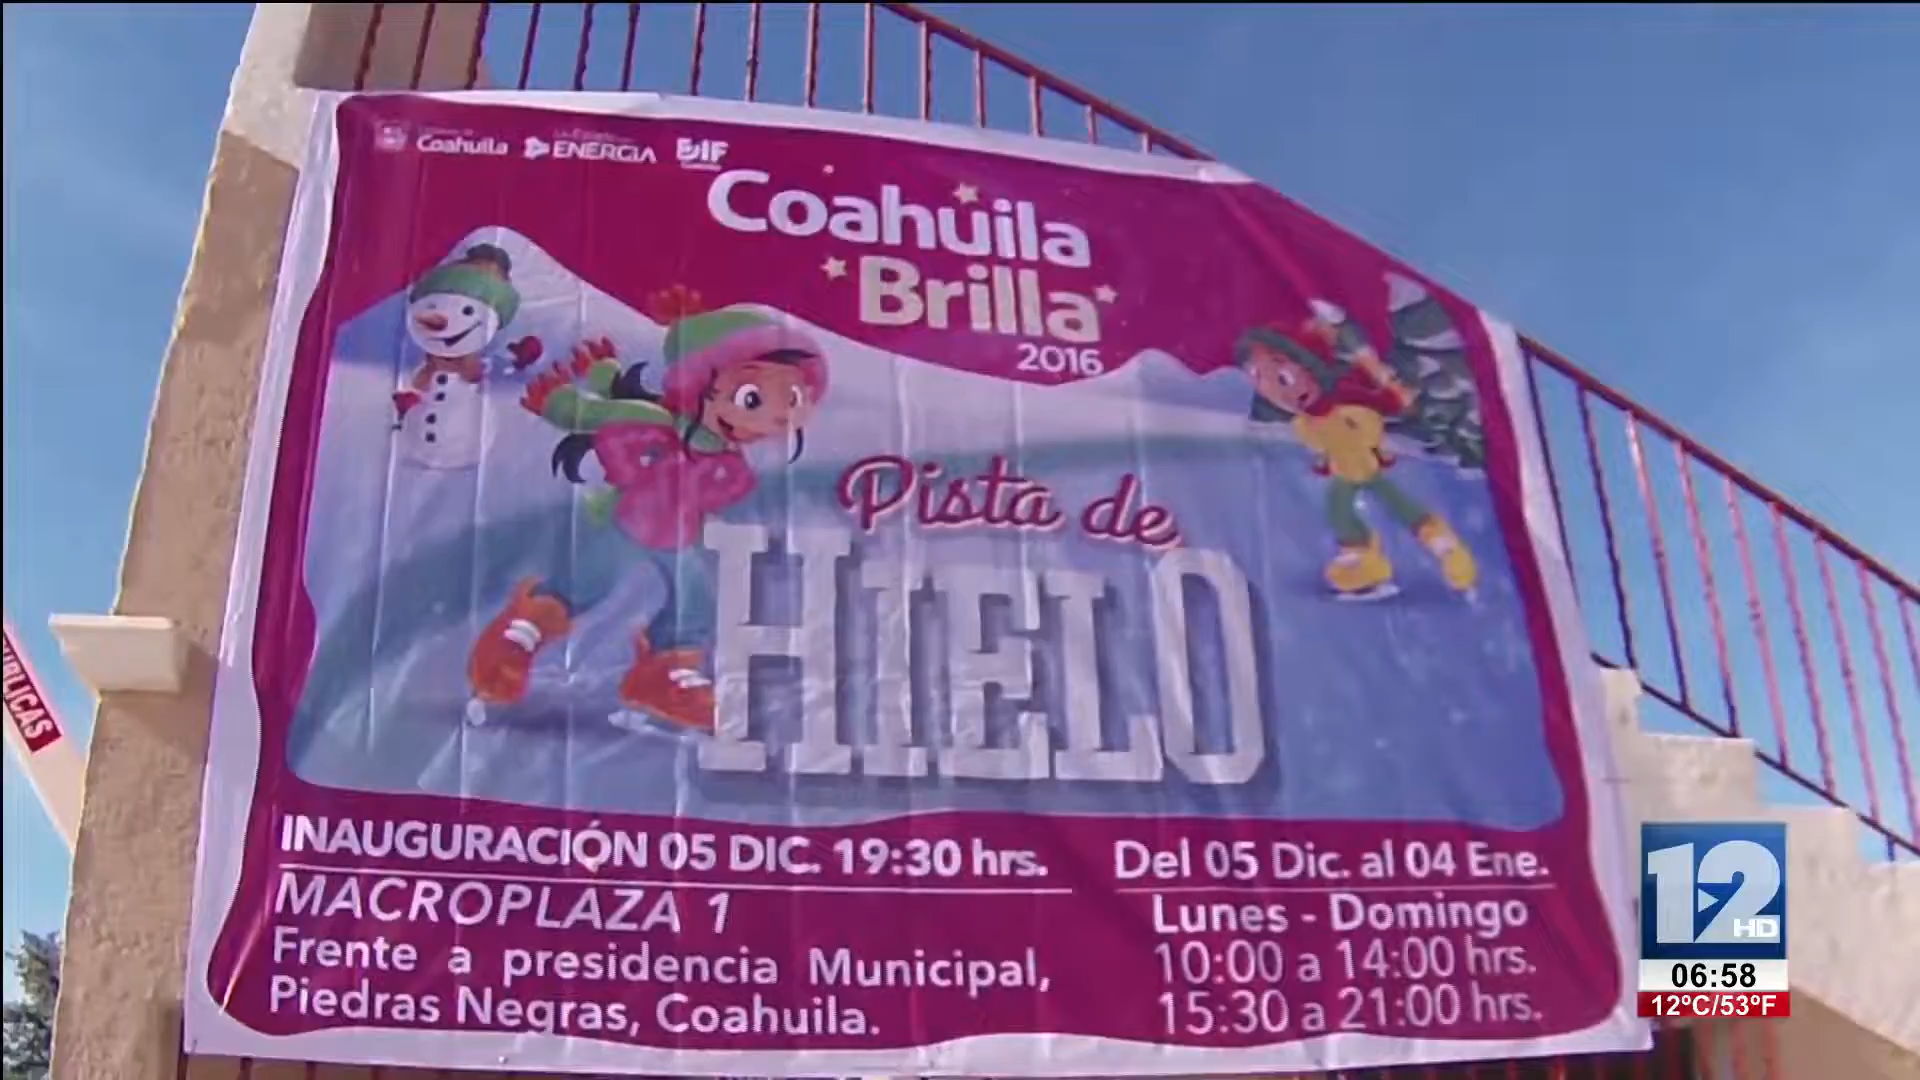 Coahuila ENERGIA DIF
Coahuila
Brilla
2016
Pista de
HIELO
INAUGURACIÓN 05 DIC. 19:30 hrs.
MACROPLAZA 1
Frente a presidencia Municipal,
Piedras Negras, Coahuila.
Del 05 Dic. al 04 Ene.
Lunes - Domingo
10:00 a 14:00 hrs.
15:30 a 21:00 hrs.
12
HD
06:58
12ºC/53ºF